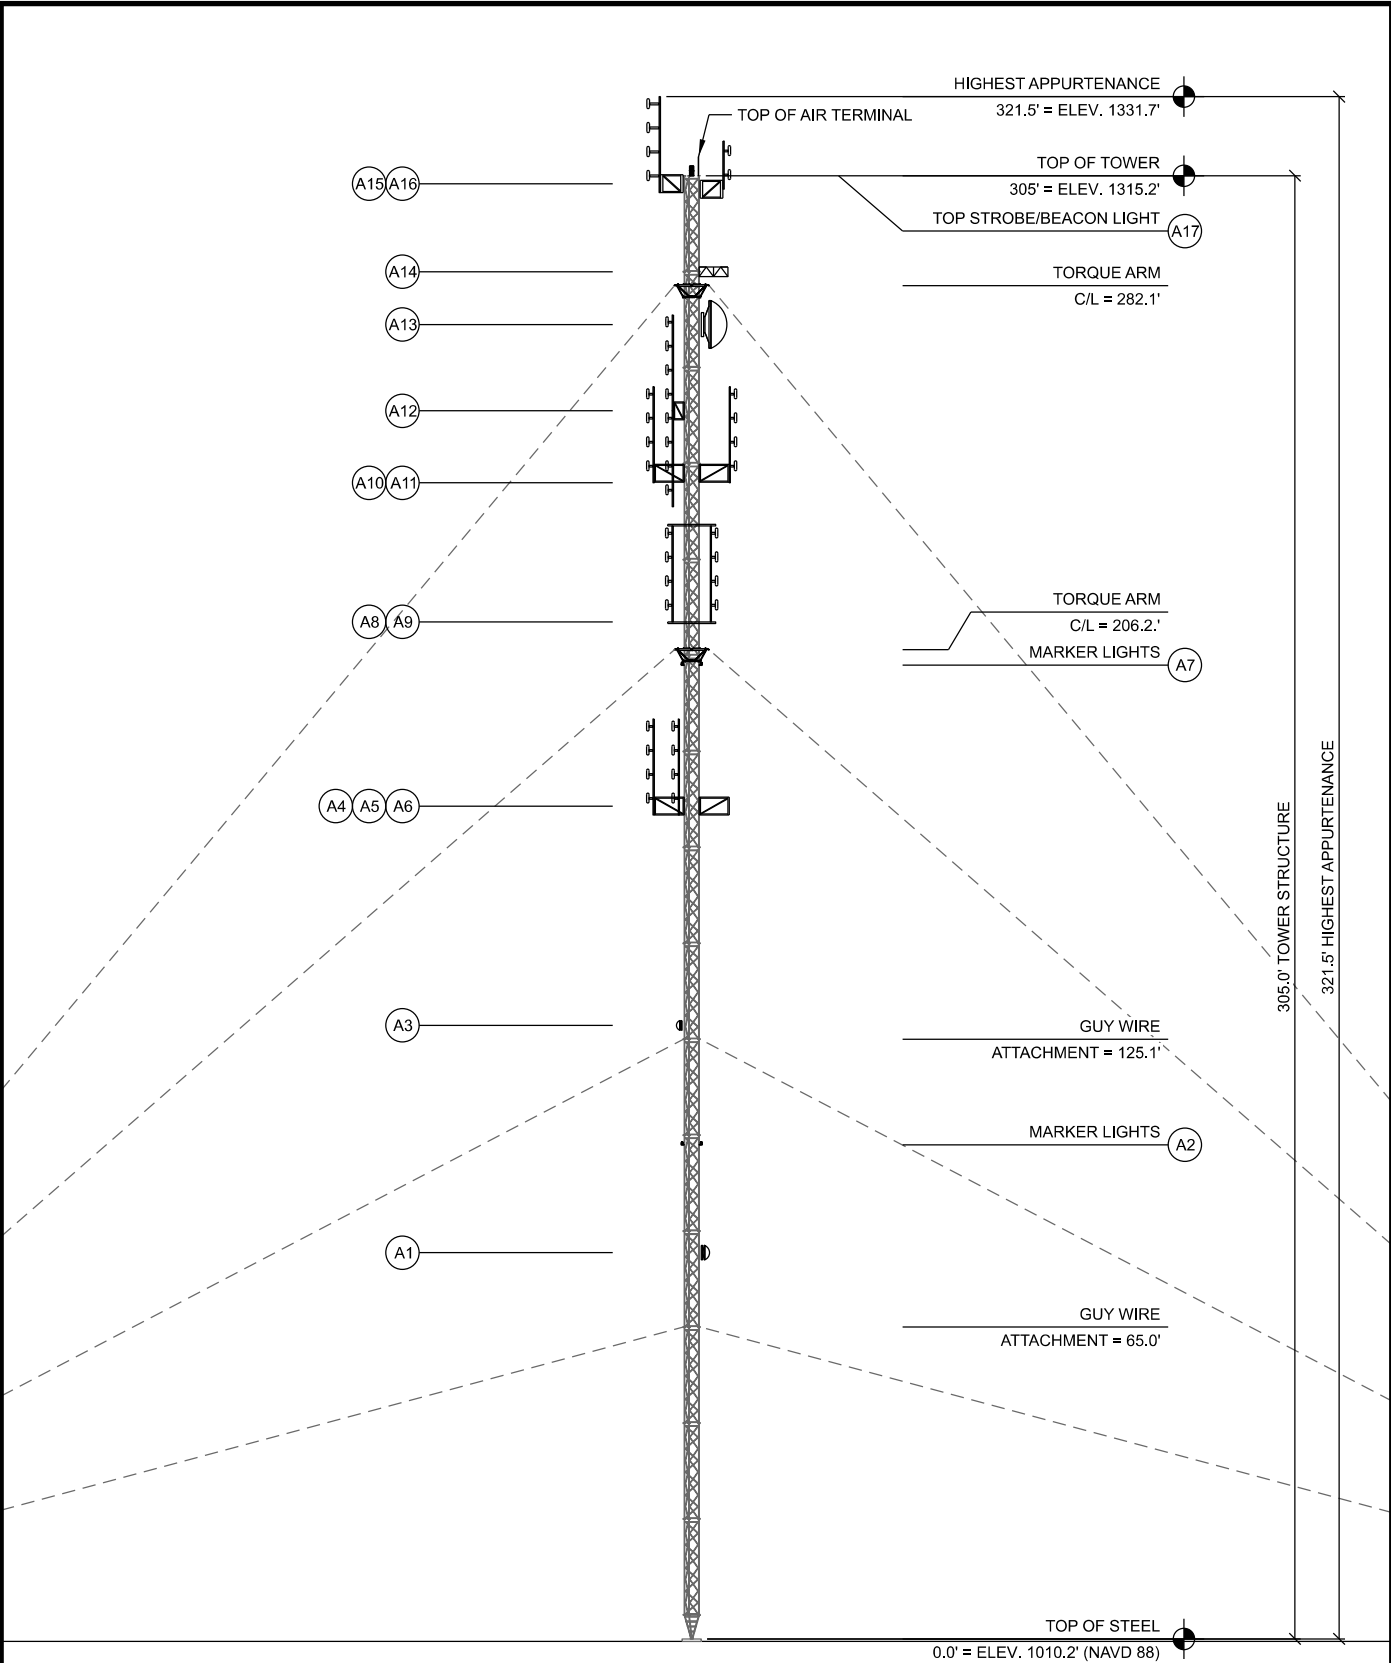 HIGHEST APPURTENANCE
321.5' = ELEV. 1331.7'
TOP OF AIR TERMINAL
TOP OF TOWER
305' = ELEV. 1315.2'
A15 A16
TOP STROBE/BEACON LIGHT A17
A14
TORQUE ARM
C/L = 282.1'
A13
A12
A10 A11
TORQUE ARM
C/L = 206.2.'
A8 A9
MARKER LIGHTS A7
A4 A5 A6
305.0' TOWER STRUCTURE
321.5' HIGHEST APPURTENANCE
A3
GUY WIRE
ATTACHMENT = 125.1'
MARKER LIGHTS A2
A1
GUY WIRE
ATTACHMENT = 65.0'
TOP OF STEEL
0.0' = ELEV. 1010.2' (NAVD 88)